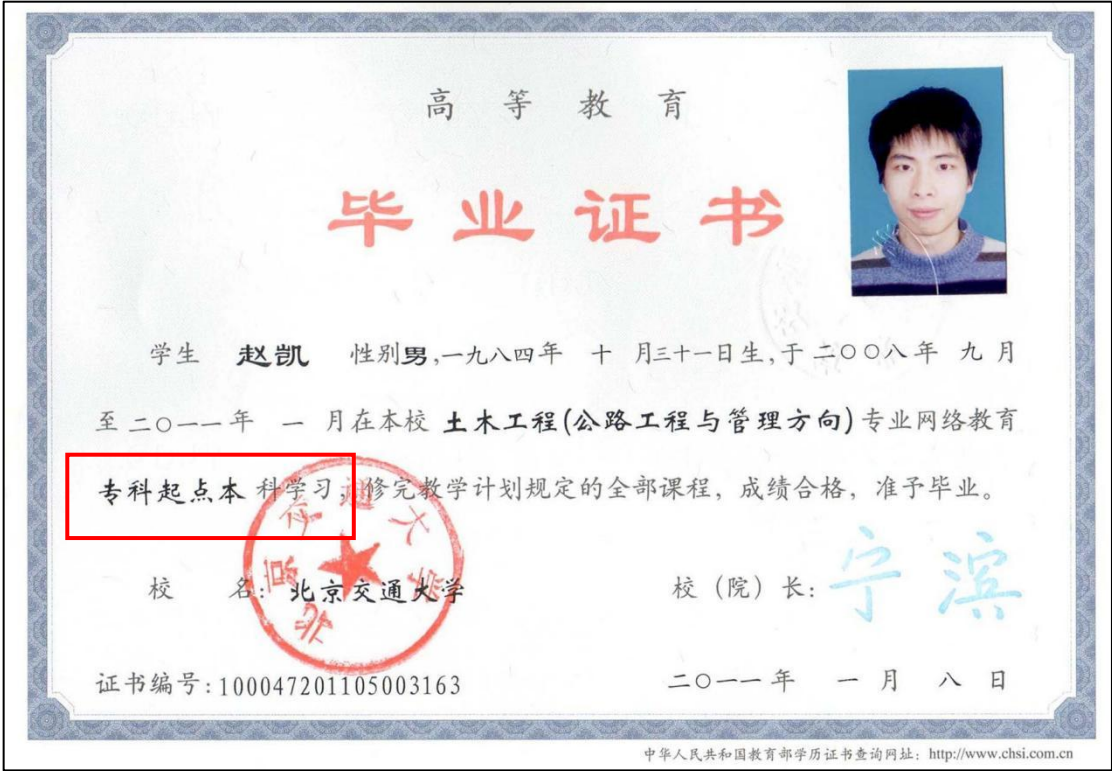 高等教育
毕业证书
学生 赵凯 性别男,一九八四年 十 月三十一日生,于二〇〇八年 九 月
至二〇一一年 一 月在本校 土木工程(公路工程与管理方向)专业网络教育
专科起点本 科学习，修完教学计划规定的全部课程，成绩合格，准予毕业。
北京交通大学
校 名: 北京交通大学 校（院）长: 宁滨
证书编号:100047201105003163 二〇一一年 一 月 八 日
中华人民共和国教育部学历证书查询网址: http://www.chsi.com.cn